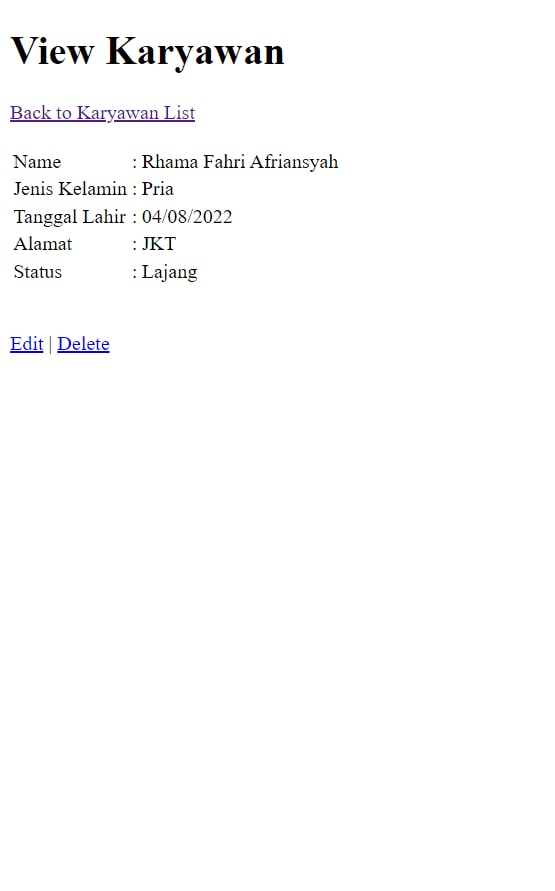 View Karyawan
Back to Karyawan List
Name : Rhama Fahri Afriansyah
Jenis Kelamin : Pria
Tanggal Lahir : 04/08/2022
Alamat : JKT
Status : Lajang
Edit | Delete